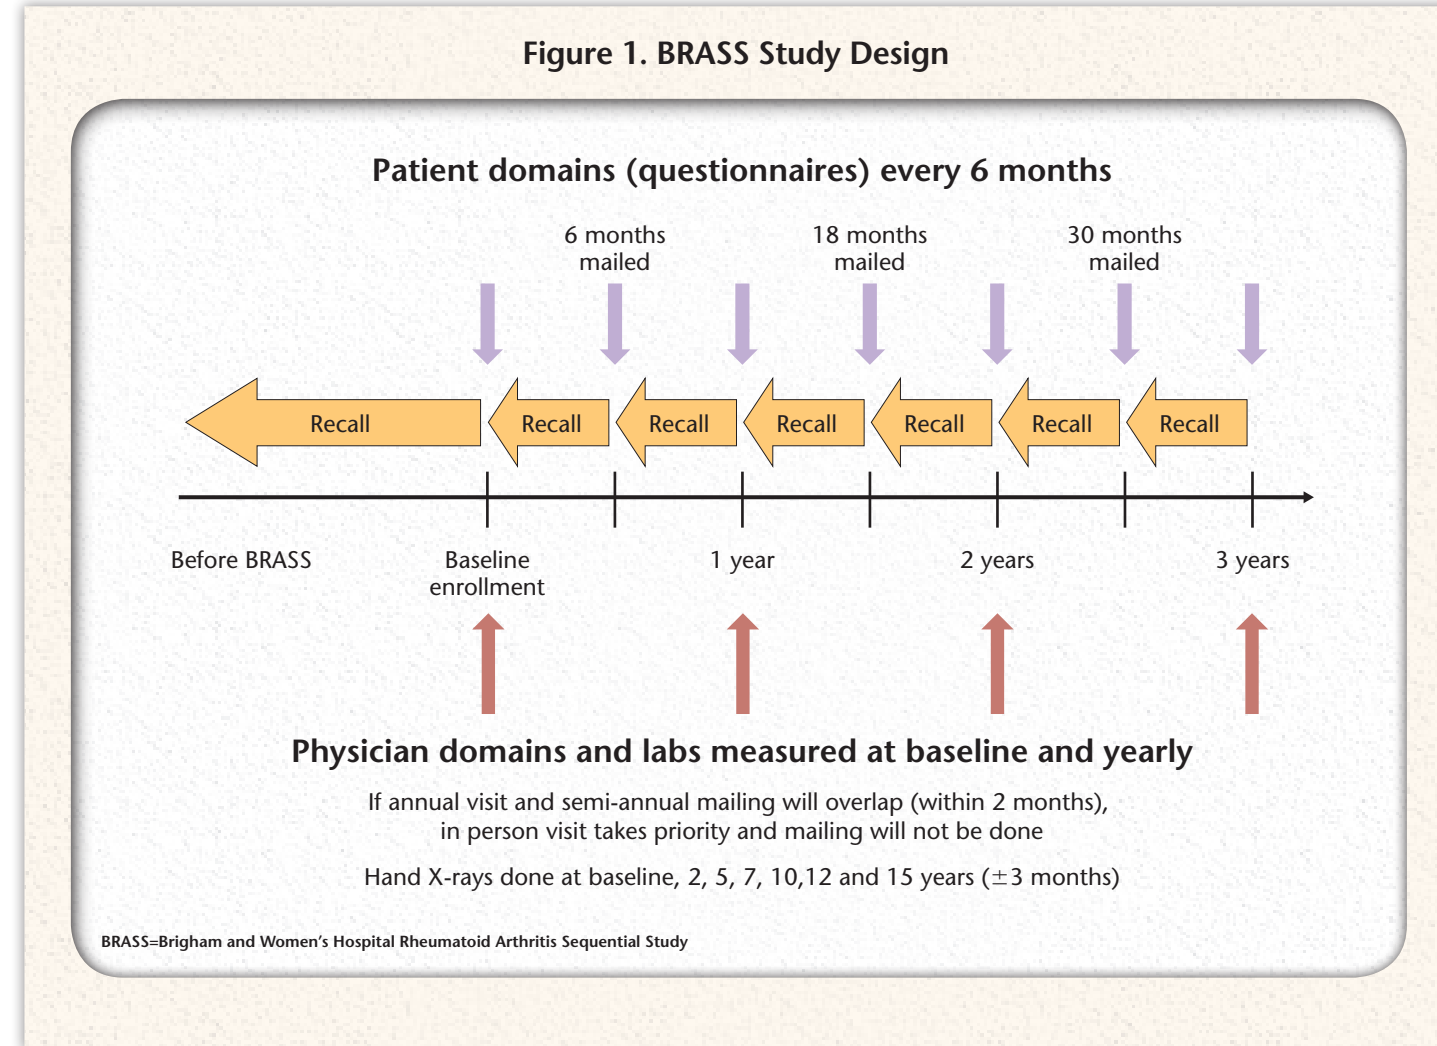 Figure 1. BRASS Study Design
Patient domains (questionnaires) every 6 months
6 months
mailed
18 months
mailed
30 months
mailed
Recall
Recall
Recall
Recall
Recall
Recall
Recall
Before BRASS
Baseline
enrollment
1 year
2 years
3 years
Physician domains and labs measured at baseline and yearly
If annual visit and semi-annual mailing will overlap (within 2 months),
in person visit takes priority and mailing will not be done
Hand X-rays done at baseline, 2, 5, 7, 10,12 and 15 years (±3 months)
BRASS=Brigham and Women’s Hospital Rheumatoid Arthritis Sequential Study